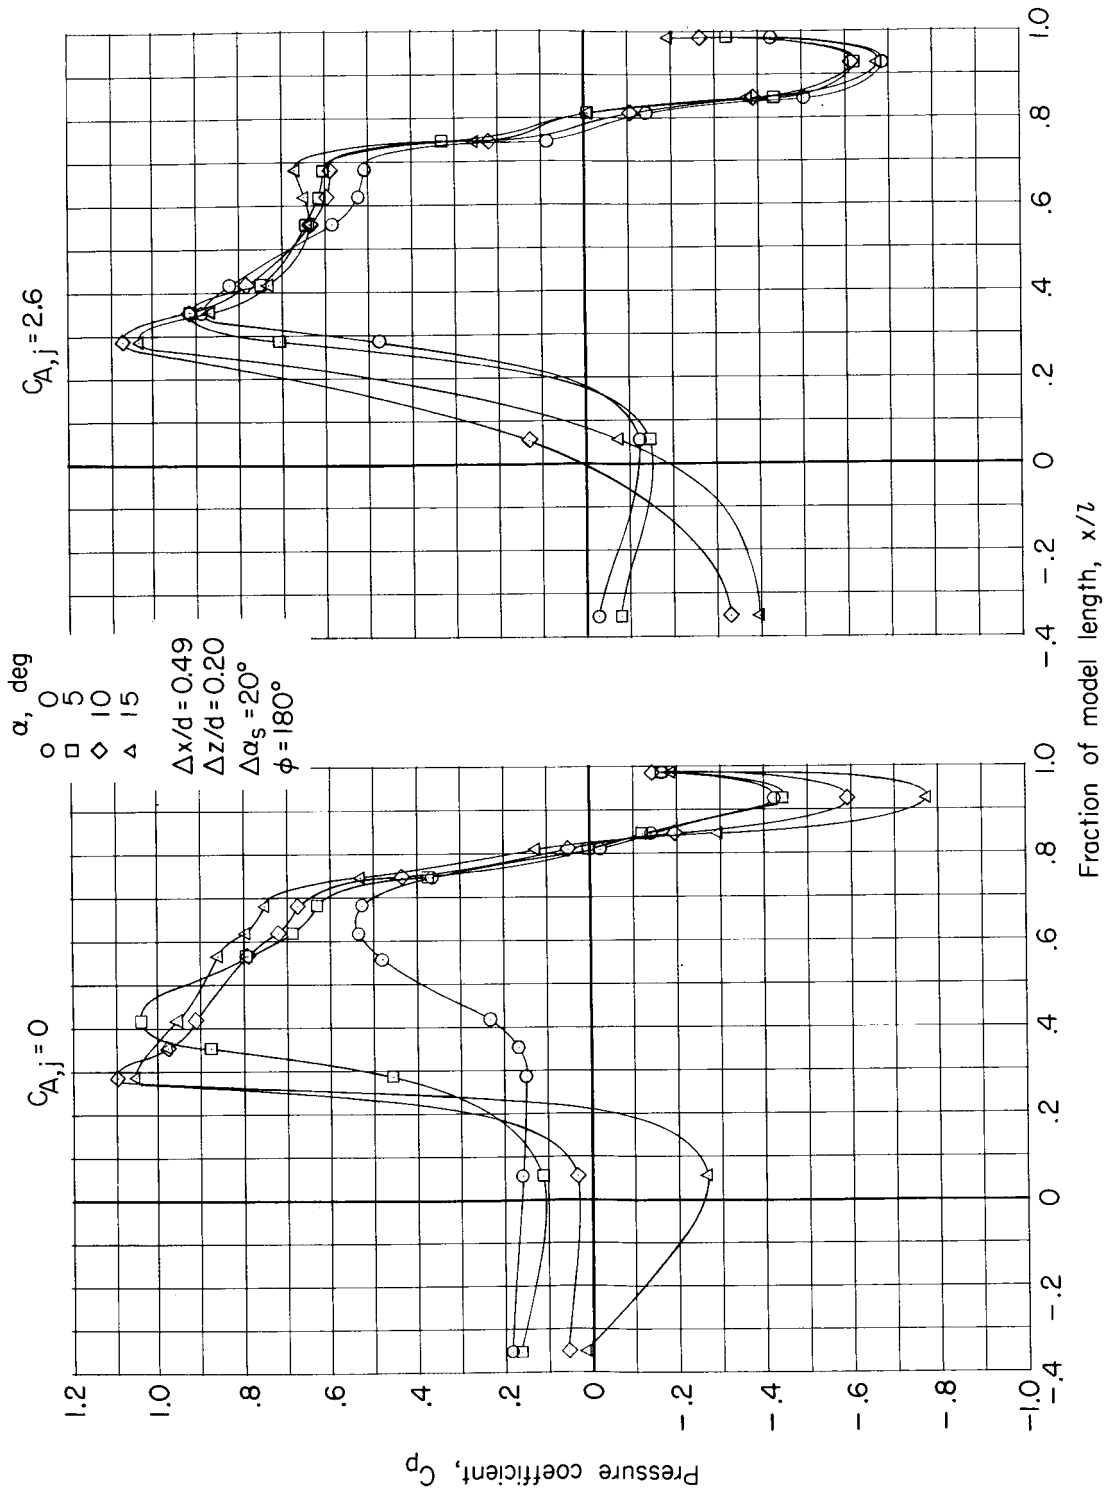 C_A,j = 0
C_A,j = 2.6
α, deg
○ 0
□ 5
◇ 10
△ 15
Δx/d = 0.49
Δz/d = 0.20
Δα_s = 20°
φ = 180°
Pressure coefficient, C_p
1.2
1.0
.8
.6
.4
.2
0
-.2
-.4
-.6
-.8
-1.0
-.4 -.2 0 .2 .4 .6 .8 1.0
-.4 -.2 0 .2 .4 .6 .8 1.0
Fraction of model length, x/l